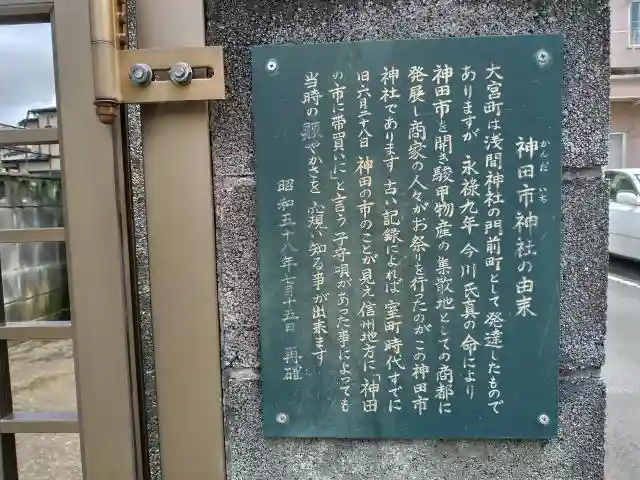 かんだいち
神田市神社の由来
大宮町は浅間神社の門前町として発達したもので
ありますが 永禄九年 今川氏真の命により
神田市を開き駿甲物産の集散地としての商都に
発展し商家の人々がお祭りを行ったのがこの神田市
神社であります 古い記録によれば 室町時代すでに
旧六月二八日 神田の市のことが見え信州地方に「神田
の市に帯買いに」と言う子守唄があった事によっても
当時の賑やかさを 窺い知る事が出来ます
昭和五十八年七月十五日 再確